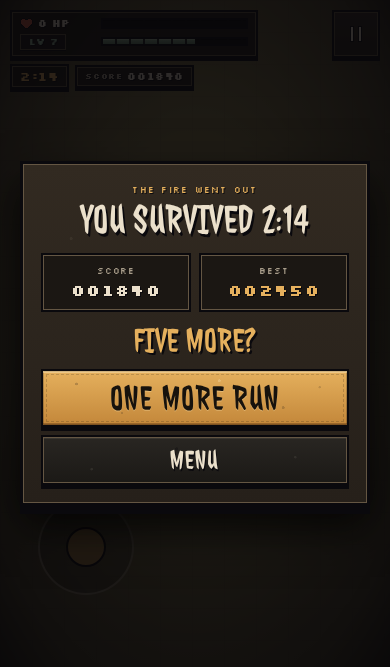 0 HP
LV 7
2:14
SCORE 001840
THE FIRE WENT OUT
YOU SURVIVED 2:14
SCORE
BEST
001840
002450
FIVE MORE?
ONE MORE RUN
MENU